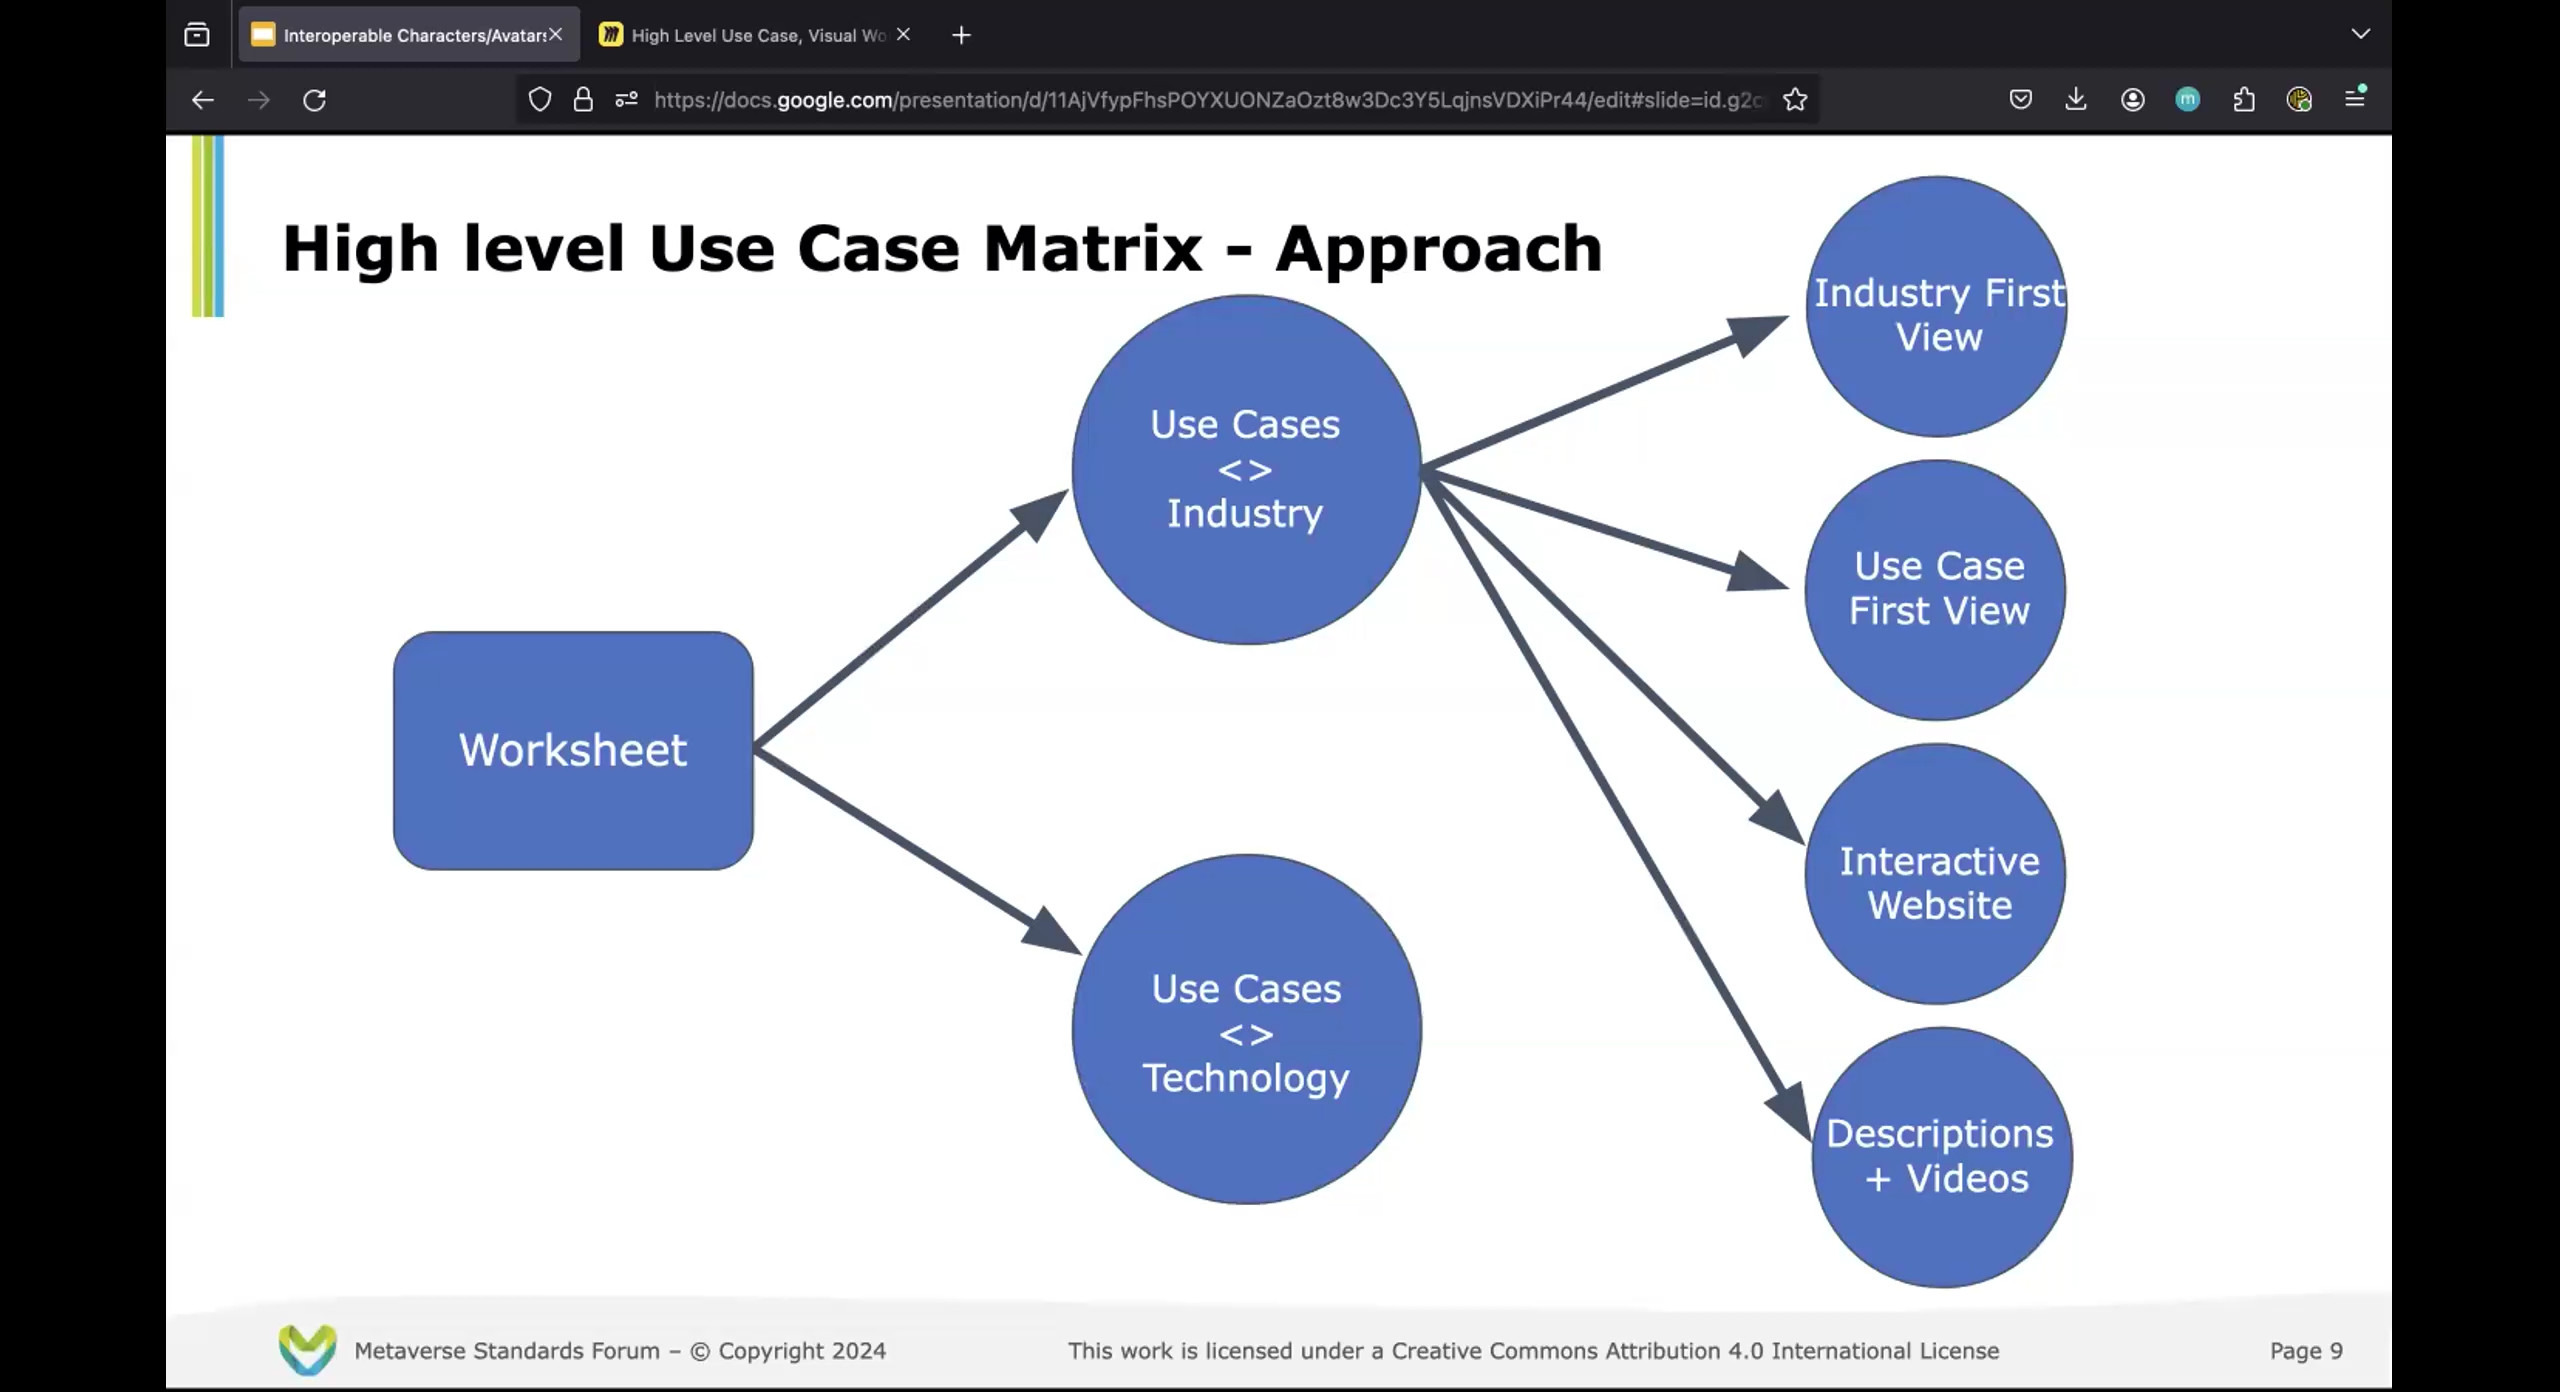 Interoperable Characters/Avatars
High Level Use Case, Visual Wo
https://docs.google.com/presentation/d/11AjVfypFhsPOYXUONZaOzt8w3Dc3Y5LqjnsVDXiPr44/edit#slide=id.g2c
m
High level Use Case Matrix - Approach
Worksheet
Use Cases
<>
Industry
Use Cases
<>
Technology
Industry First
View
Use Case
First View
Interactive
Website
Descriptions
+ Videos
Metaverse Standards Forum – © Copyright 2024
This work is licensed under a Creative Commons Attribution 4.0 International License
Page 9